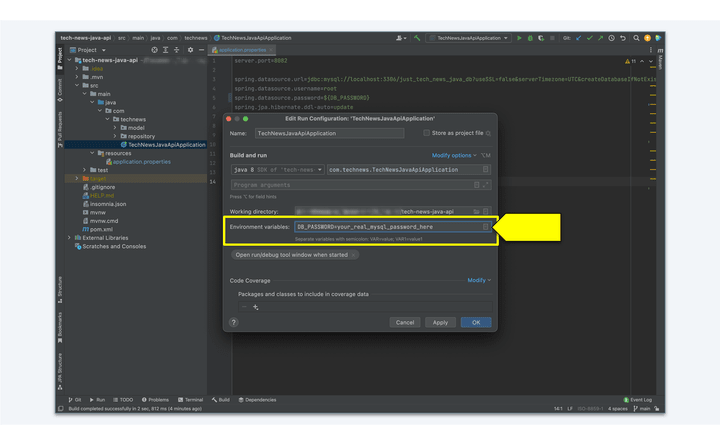 tech-news-java-api src main java com technews TechNewsJavaApiApplication
TechNewsJavaApiApplication Git:
Project
application.properties
tech-news-java-api
.idea
.mvn
src
main
java
com
technews
model
repository
TechNewsJavaApiApplication
resources
application.properties
test
target
.gitignore
HELP.md
insomnia.json
mvnw
mvnw.cmd
pom.xml
External Libraries
Scratches and Consoles
Project
Commit
Pull Requests
Structure
Bookmarks
JPA Structure
Maven
11
1 server.port=8082
2
3 spring.datasource.url=jdbc:mysql://localhost:3306/just_tech_news_java_db?useSSL=false&serverTimezone=UTC&createDatabaseIfNotExis
4 spring.datasource.username=root
5 spring.datasource.password=${DB_PASSWORD}
6 spring.jpa.hibernate.ddl-auto=update
14
Edit Run Configuration: 'TechNewsJavaApiApplication'
Name: TechNewsJavaApiApplication Store as project file
Build and run Modify options ⌥M
java 8 SDK of 'tech-news com.technews.TechNewsJavaApiApplication
Program arguments
Press ⌥ for field hints
Working directory: /tech-news-java-api
Environment variables: DB_PASSWORD=your_real_mysql_password_here
Separate variables with semicolon: VAR=value; VAR1=value1
Open run/debug tool window when started ×
Code Coverage Modify
Packages and classes to include in coverage data
? Cancel Apply OK
Git Run TODO Problems Terminal Build Dependencies Event Log
Build completed successfully in 2 sec, 812 ms (4 minutes ago) 14:1 LF ISO-8859-1 4 spaces main